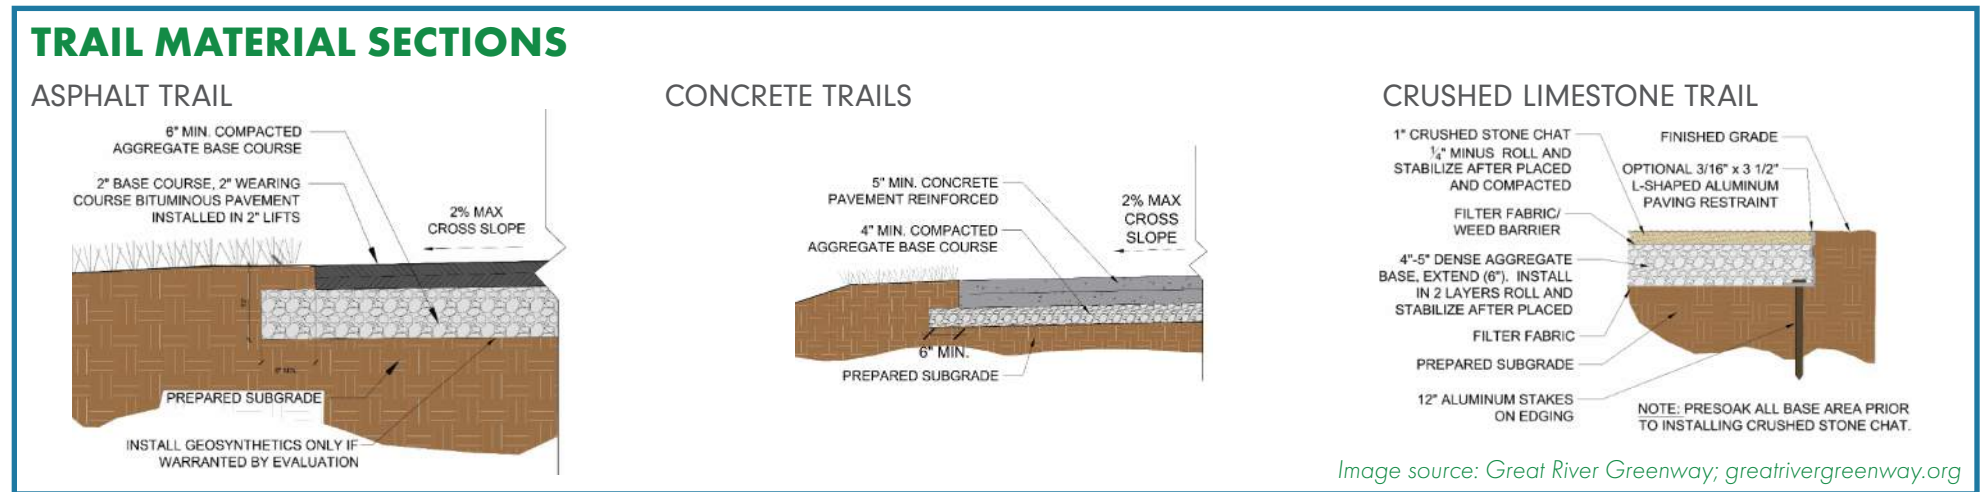 TRAIL MATERIAL SECTIONS
ASPHALT TRAIL
6" MIN. COMPACTED
AGGREGATE BASE COURSE
2" BASE COURSE, 2" WEARING
COURSE BITUMINOUS PAVEMENT
INSTALLED IN 2" LIFTS
2% MAX
CROSS SLOPE
PREPARED SUBGRADE
INSTALL GEOSYNTHETICS ONLY IF
WARRANTED BY EVALUATION
CONCRETE TRAILS
5" MIN. CONCRETE
PAVEMENT REINFORCED
4" MIN. COMPACTED
AGGREGATE BASE COURSE
2% MAX
CROSS
SLOPE
6" MIN.
PREPARED SUBGRADE
CRUSHED LIMESTONE TRAIL
1" CRUSHED STONE CHAT
1/4" MINUS ROLL AND
STABILIZE AFTER PLACED
AND COMPACTED
FILTER FABRIC/
WEED BARRIER
4"-5" DENSE AGGREGATE
BASE, EXTEND (6"). INSTALL
IN 2 LAYERS ROLL AND
STABILIZE AFTER PLACED
FILTER FABRIC
PREPARED SUBGRADE
12" ALUMINUM STAKES
ON EDGING
FINISHED GRADE
OPTIONAL 3/16" x 3 1/2"
L-SHAPED ALUMINUM
PAVING RESTRAINT
NOTE: PRESOAK ALL BASE AREA PRIOR
TO INSTALLING CRUSHED STONE CHAT.
Image source: Great River Greenway; greatrivergreenway.org